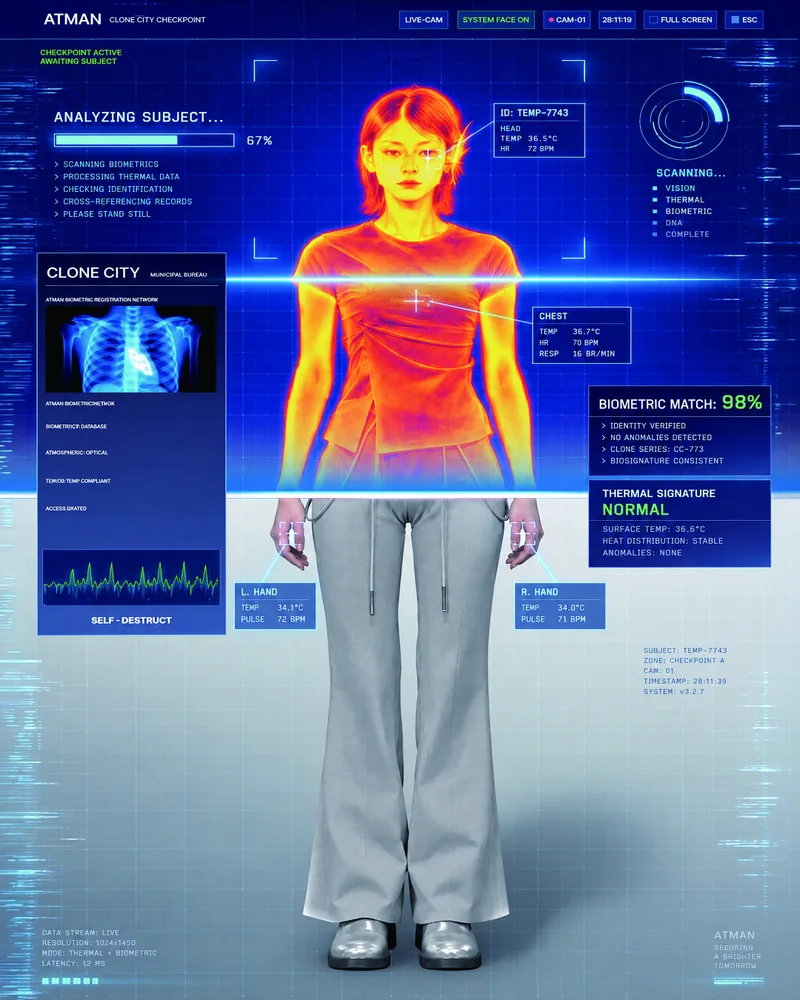 ATMAN CLONE CITY CHECKPOINT
LIVE-CAM
SYSTEM FACE ON
CAM-01
28:11:19
FULL SCREEN
ESC
CHECKPOINT ACTIVE
AWAITING SUBJECT
ANALYZING SUBJECT...
67%
> SCANNING BIOMETRICS
> PROCESSING THERMAL DATA
> CHECKING IDENTIFICATION
> CROSS-REFERENCING RECORDS
> PLEASE STAND STILL
ID: TEMP-7743
HEAD
TEMP 36.5°C
HR 72 BPM
SCANNING...
VISION
THERMAL
BIOMETRIC
DNA
COMPLETE
CLONE CITY MUNICIPAL BUREAU
ATMAN BIOMETRIC REGISTRATION NETWORK
ATMAN BIOMETRICINETWOK
BIOMETRICF: DATABASE
ATMOSPHERIC: OPTICAL
TEW/OD: TEMP COMPLIANT
ACCESS.GRATED
SELF-DESTRUCT
CHEST
TEMP 36.7°C
HR 70 BPM
RESP 16 BR/MIN
BIOMETRIC MATCH: 98%
> IDENTITY VERIFIED
> NO ANOMALIES DETECTED
> CLONE SERIES: CC-773
> BIOSIGNATURE CONSISTENT
THERMAL SIGNATURE
NORMAL
SURFACE TEMP: 36.6°C
HEAT DISTRIBUTION: STABLE
ANOMALIES: NONE
L. HAND
TEMP 34.1°C
PULSE 72 BPM
R. HAND
TEMP 34.0°C
PULSE 71 BPM
SUBJECT: TEMP-7743
ZONE: CHECKPOINT A
CAM: 01
TIMESTAMP: 28:11:39
SYSTEM: v3.2.7
DATA STREAM: LIVE
RESOLUTION: 1024x1450
MODE: THERMAL + BIOMETRIC
LATENCY: 12 MS
ATMAN
SECURING
A BRIGHTER
TOMORROW